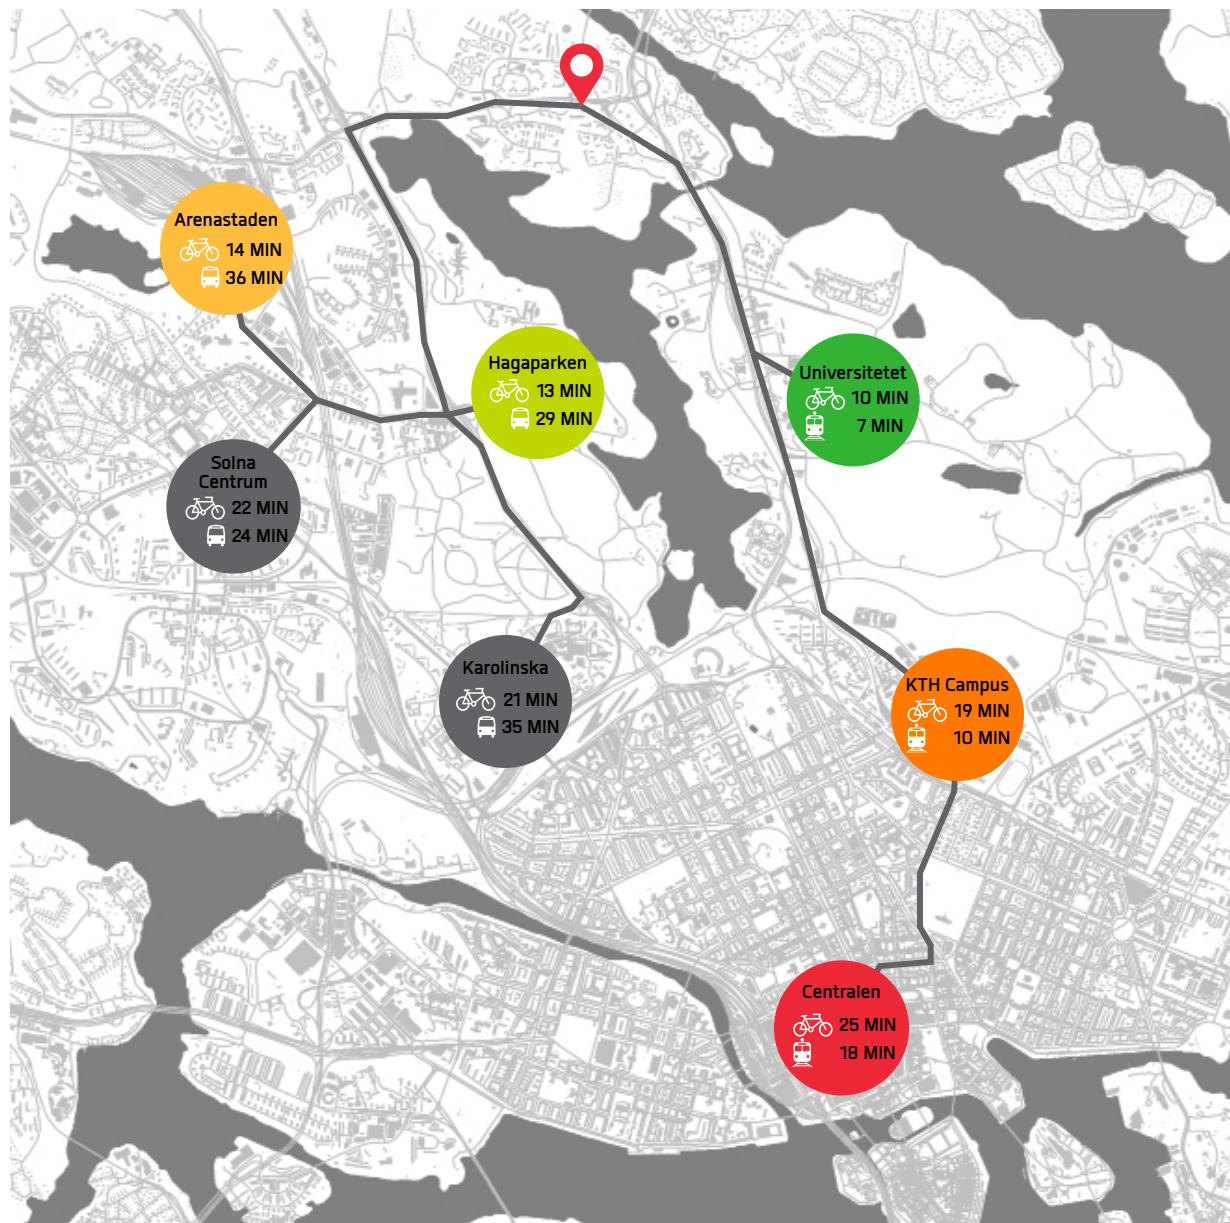 Arenastaden
14 MIN
36 MIN
Hagaparken
13 MIN
29 MIN
Universitetet
10 MIN
7 MIN
Solna
Centrum
22 MIN
24 MIN
Karolinska
21 MIN
35 MIN
KTH Campus
19 MIN
10 MIN
Centralen
25 MIN
18 MIN